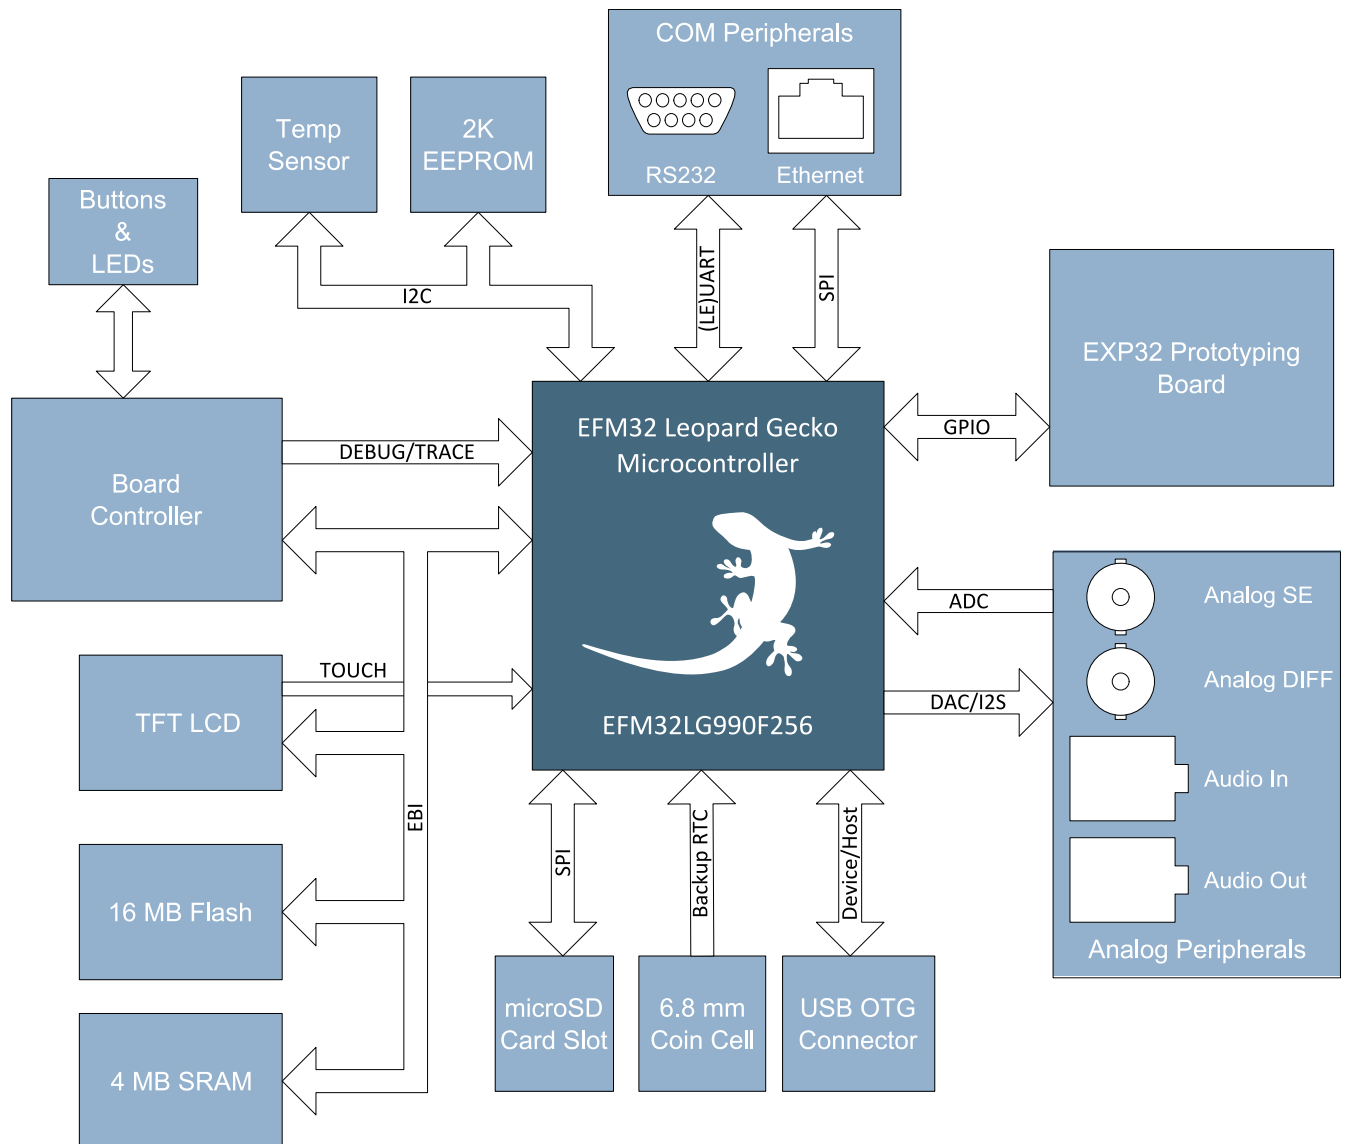 COM Peripherals
RS232
Ethernet
Temp
Sensor
2K
EEPROM
Buttons
&
LEDs
I2C
(LE)UART
SPI
EXP32 Prototyping
Board
GPIO
Board
Controller
DEBUG/TRACE
EFM32 Leopard Gecko
Microcontroller
EFM32LG990F256
ADC
DAC/I2S
Analog SE
Analog DIFF
Audio In
Audio Out
Analog Peripherals
TOUCH
TFT LCD
EBI
16 MB Flash
4 MB SRAM
SPI
Backup RTC
Device/Host
microSD
Card Slot
6.8 mm
Coin Cell
USB OTG
Connector